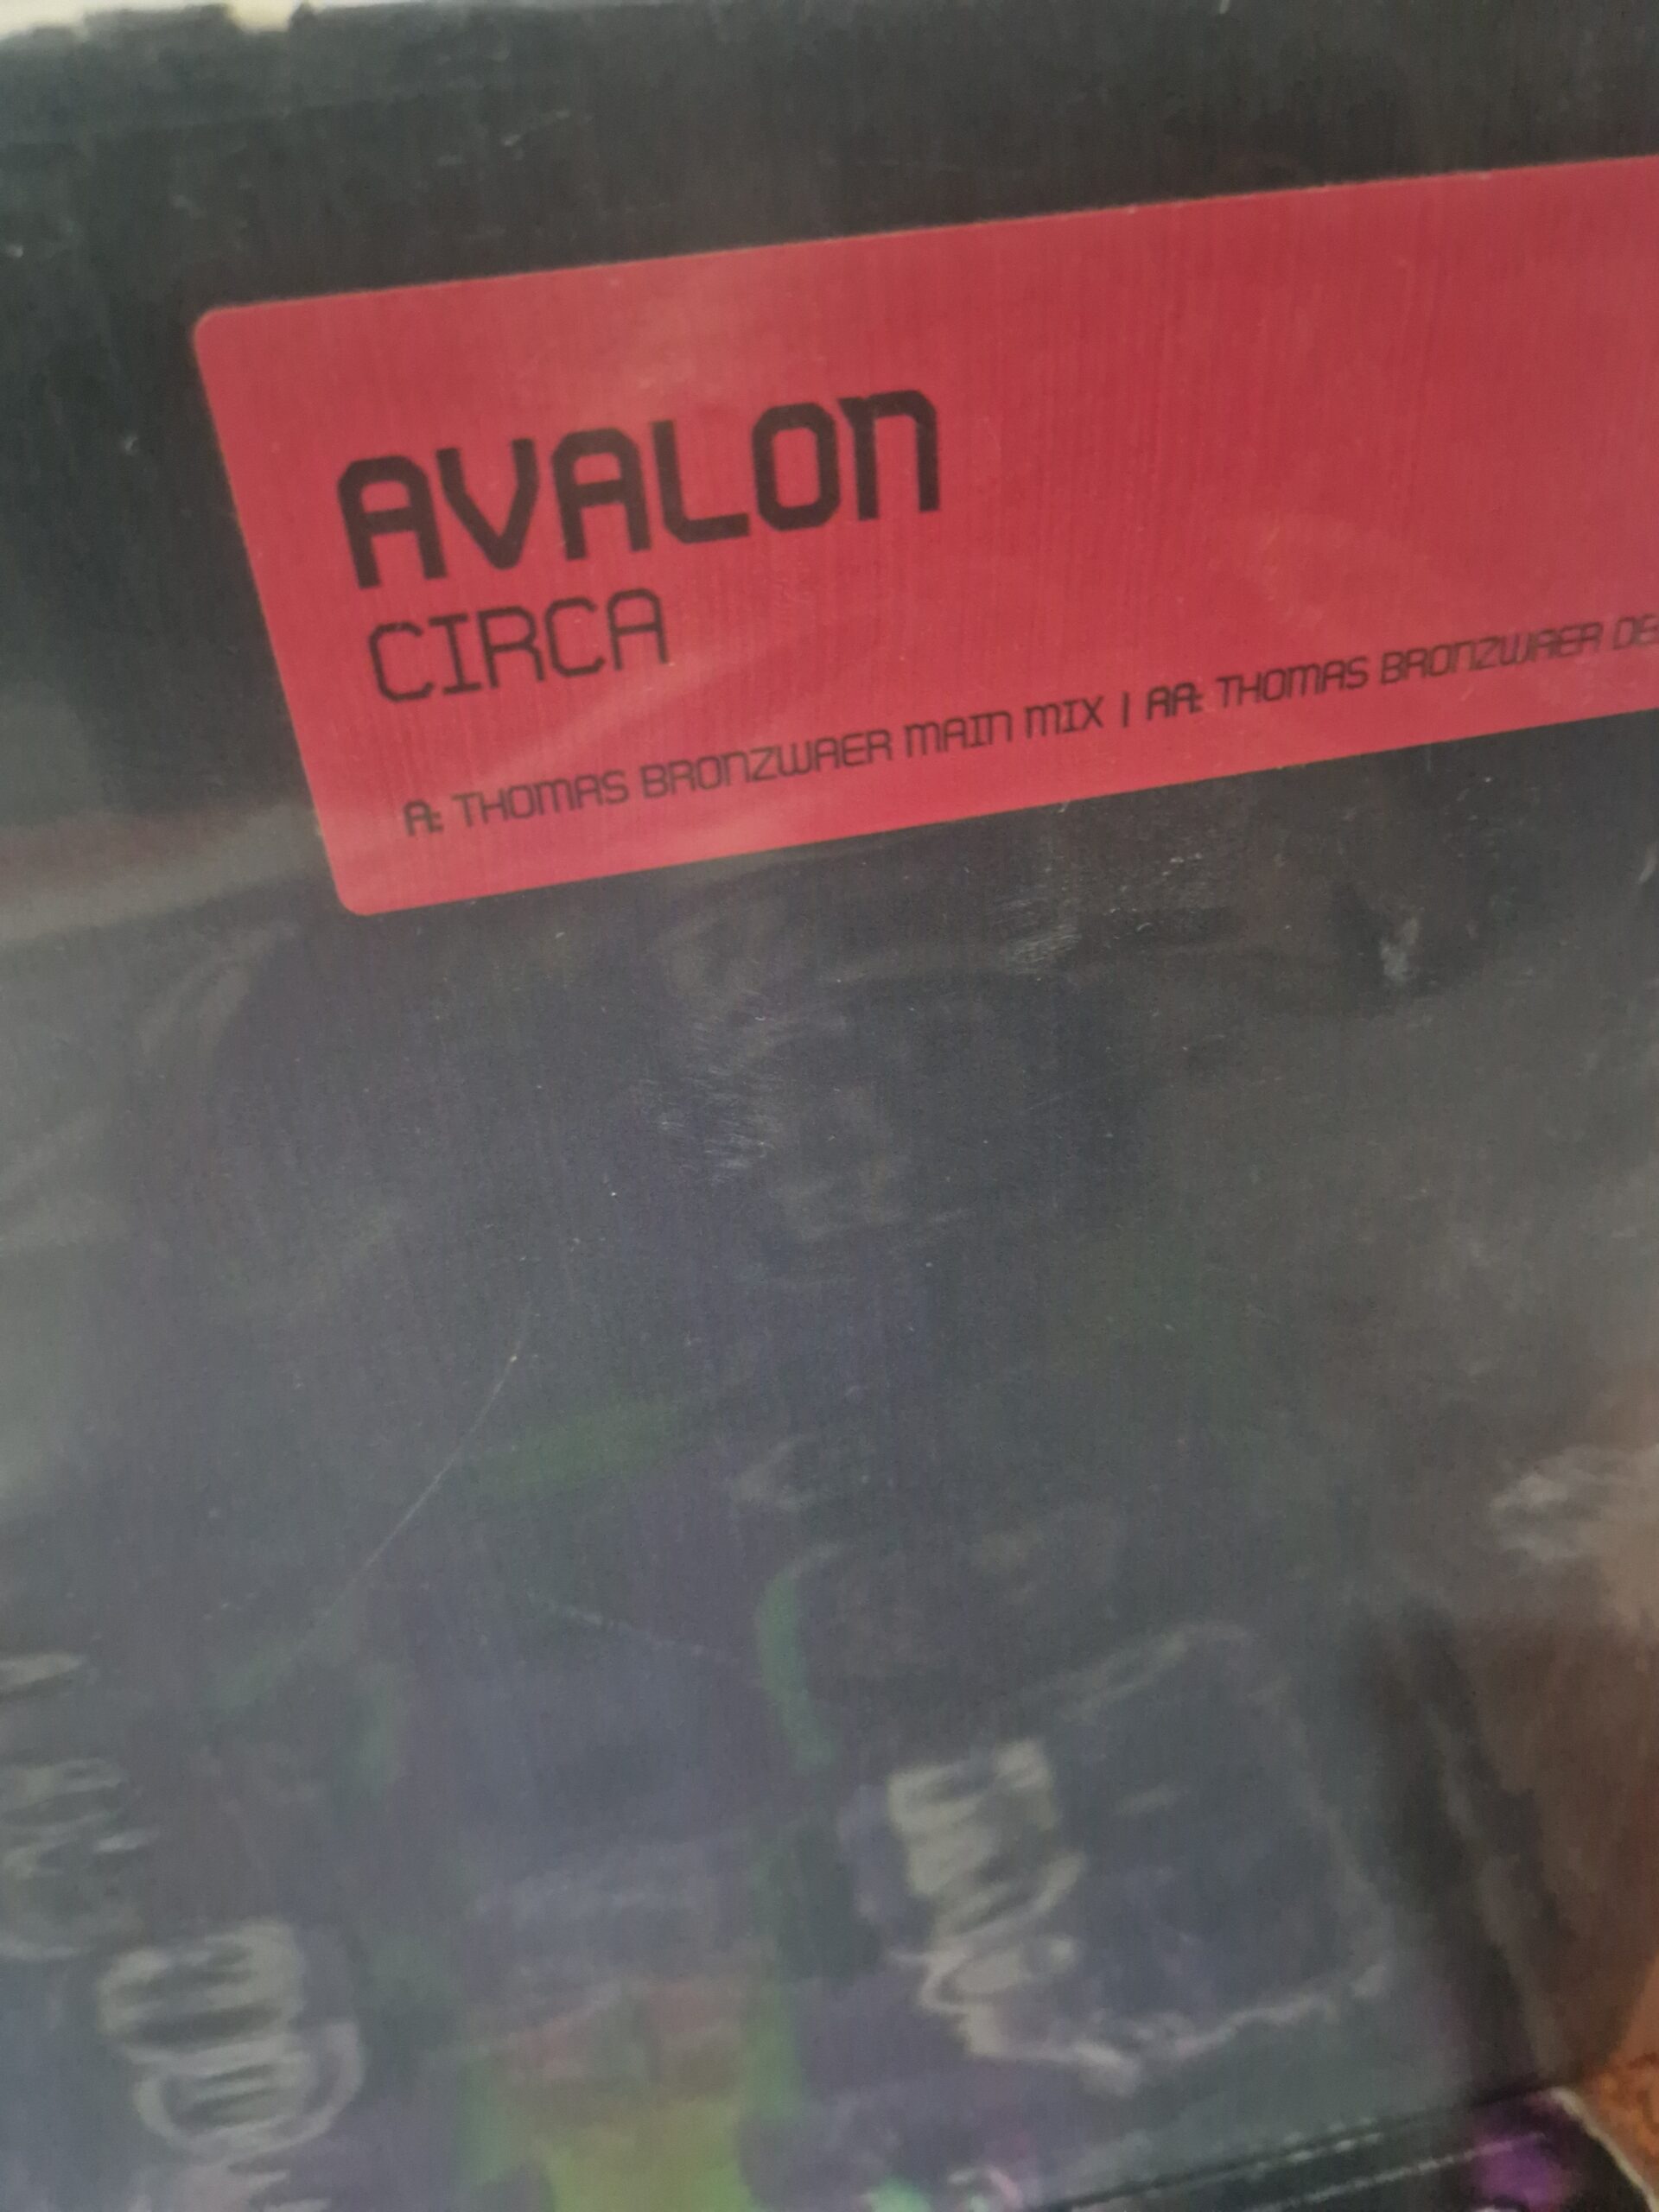 AVALON
CIRCA
A: THOMAS BRONZWAER MAIN MIX | AA: THOMAS BRONZWAER